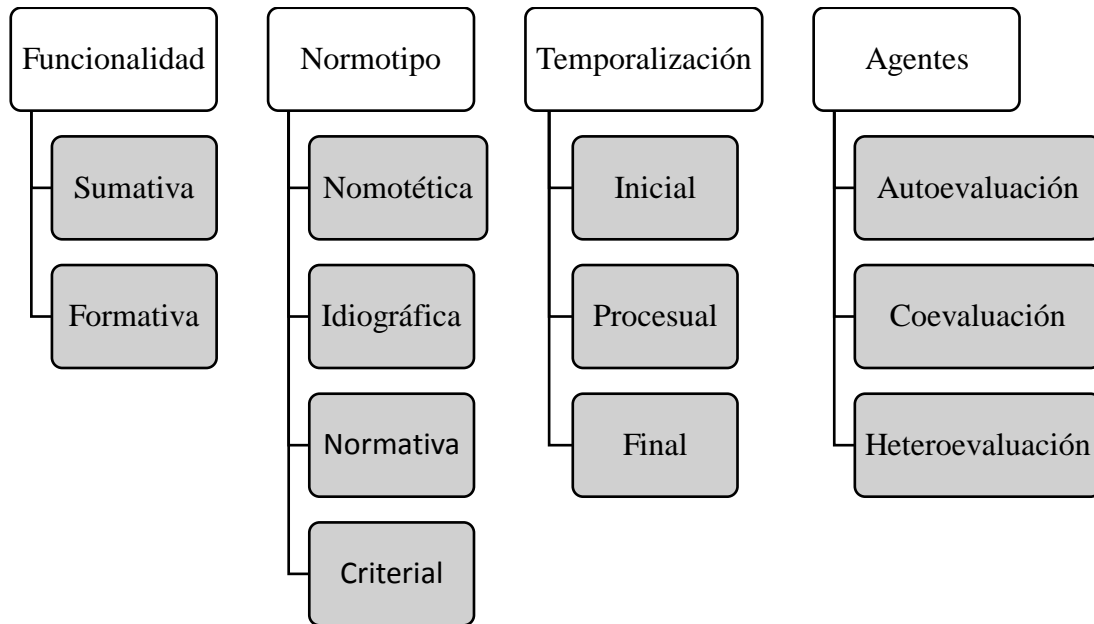 Funcionalidad
Sumativa
Formativa
Normotipo
Nomotética
Idiográfica
Normativa
Criterial
Temporalización
Inicial
Procesual
Final
Agentes
Autoevaluación
Coevaluación
Heteroevaluación